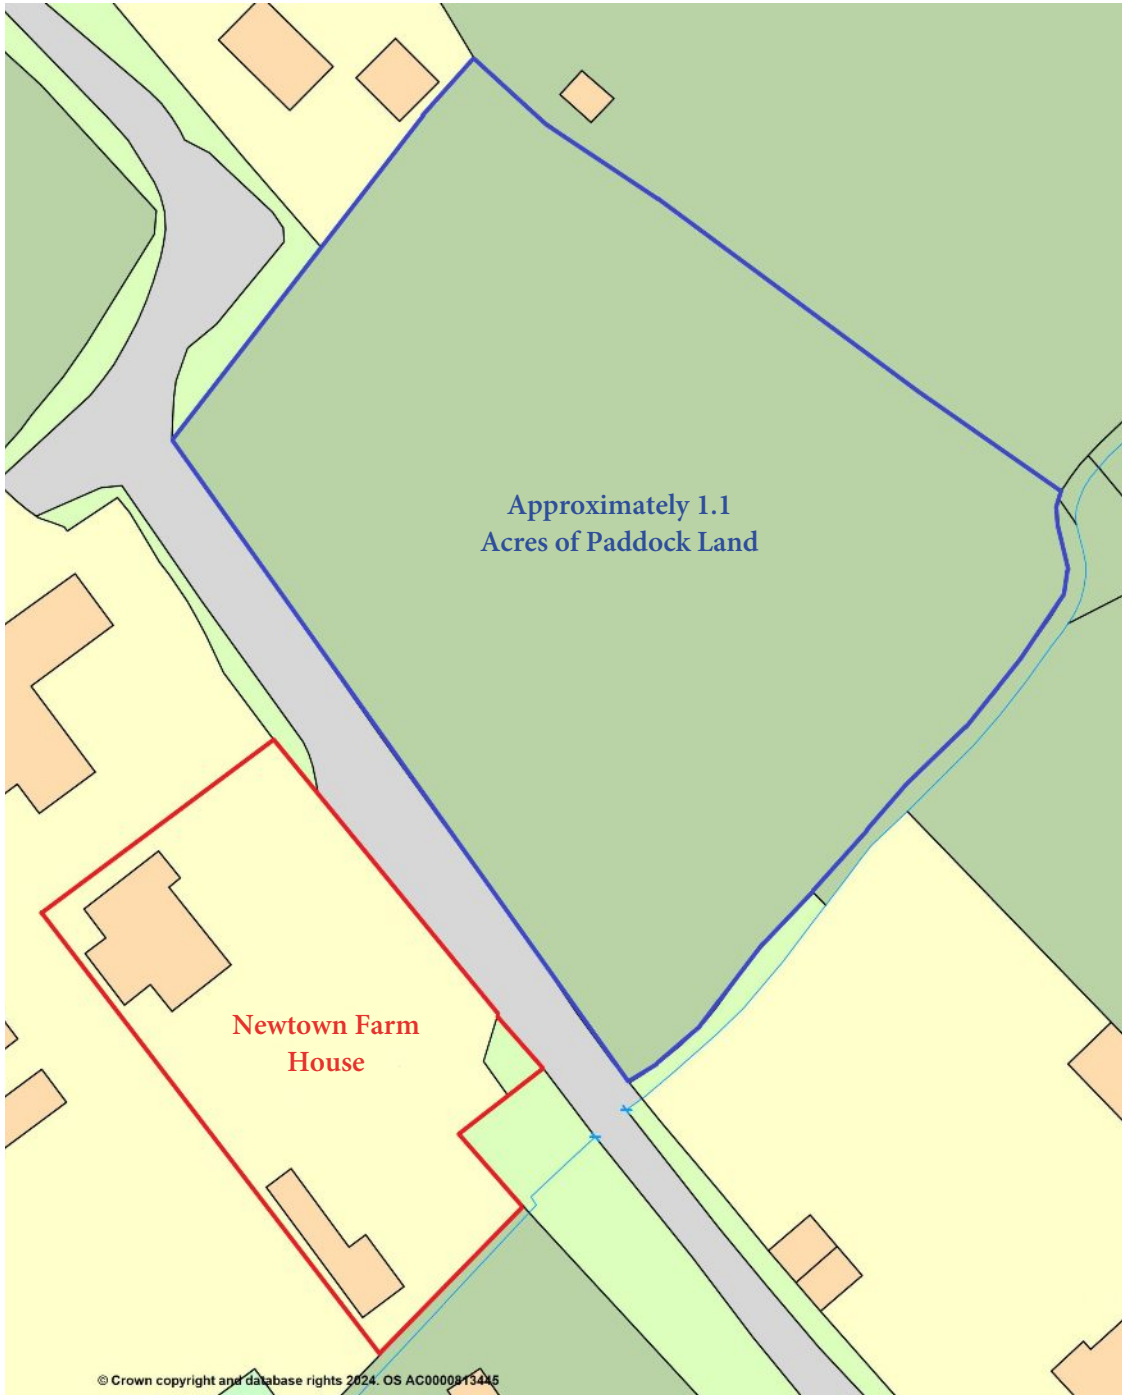 Approximately 1.1
Acres of Paddock Land
Newtown Farm
House
© Crown copyright and database rights 2024. OS AC0000813445